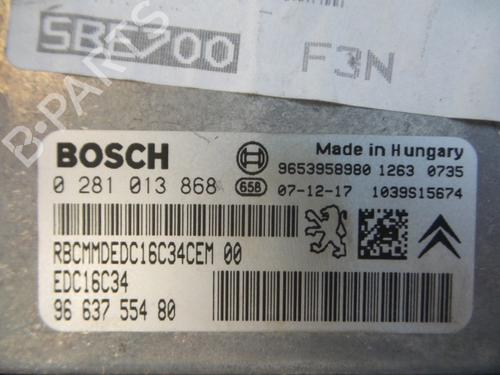 SBE700
F3N
B-PARTS
BOSCH
Made in Hungary
9653958980 1263 0735
0 281 013 868 658 07-12-17 1039S15674
RBCMMDEDC16C34CEM 00
EDC16C34
96 637 554 80